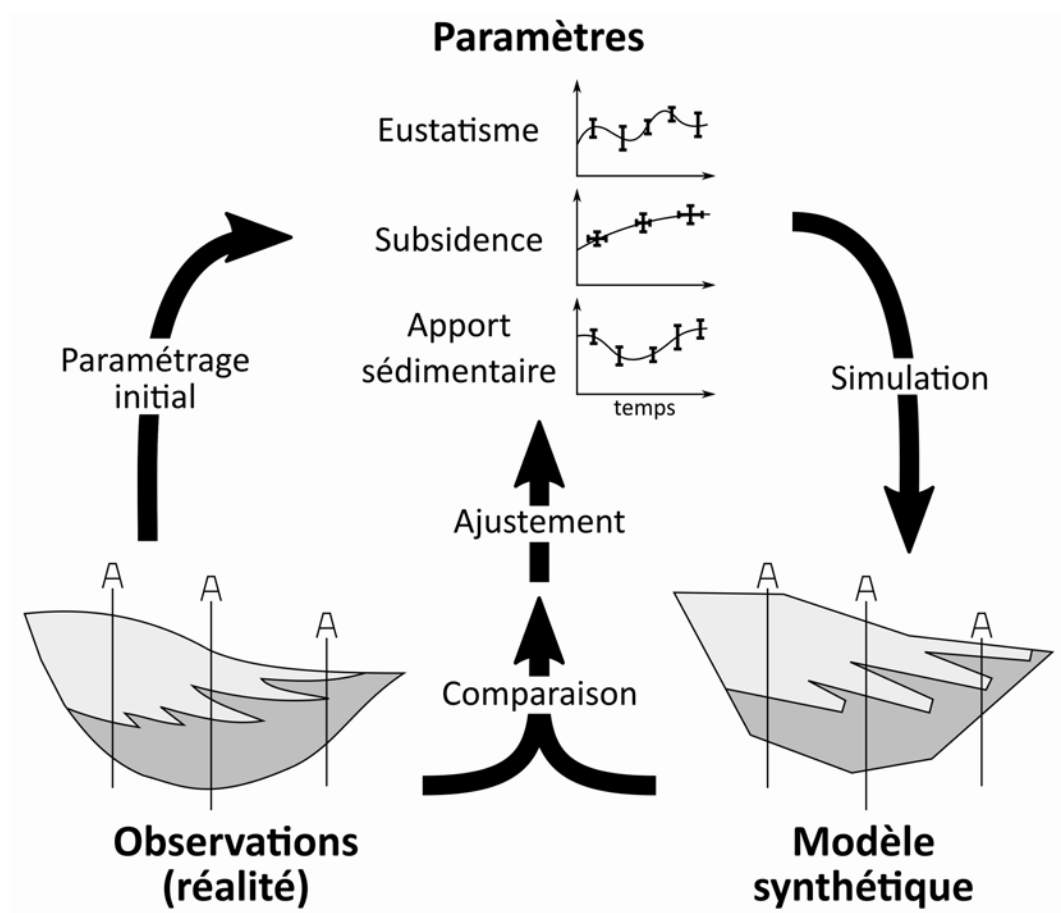 Paramètres
Eustatisme
Subsidence
Apport
sédimentaire
temps
Paramétrage
initial
Simulation
Ajustement
Comparaison
Observations
(réalité)
Modèle
synthétique